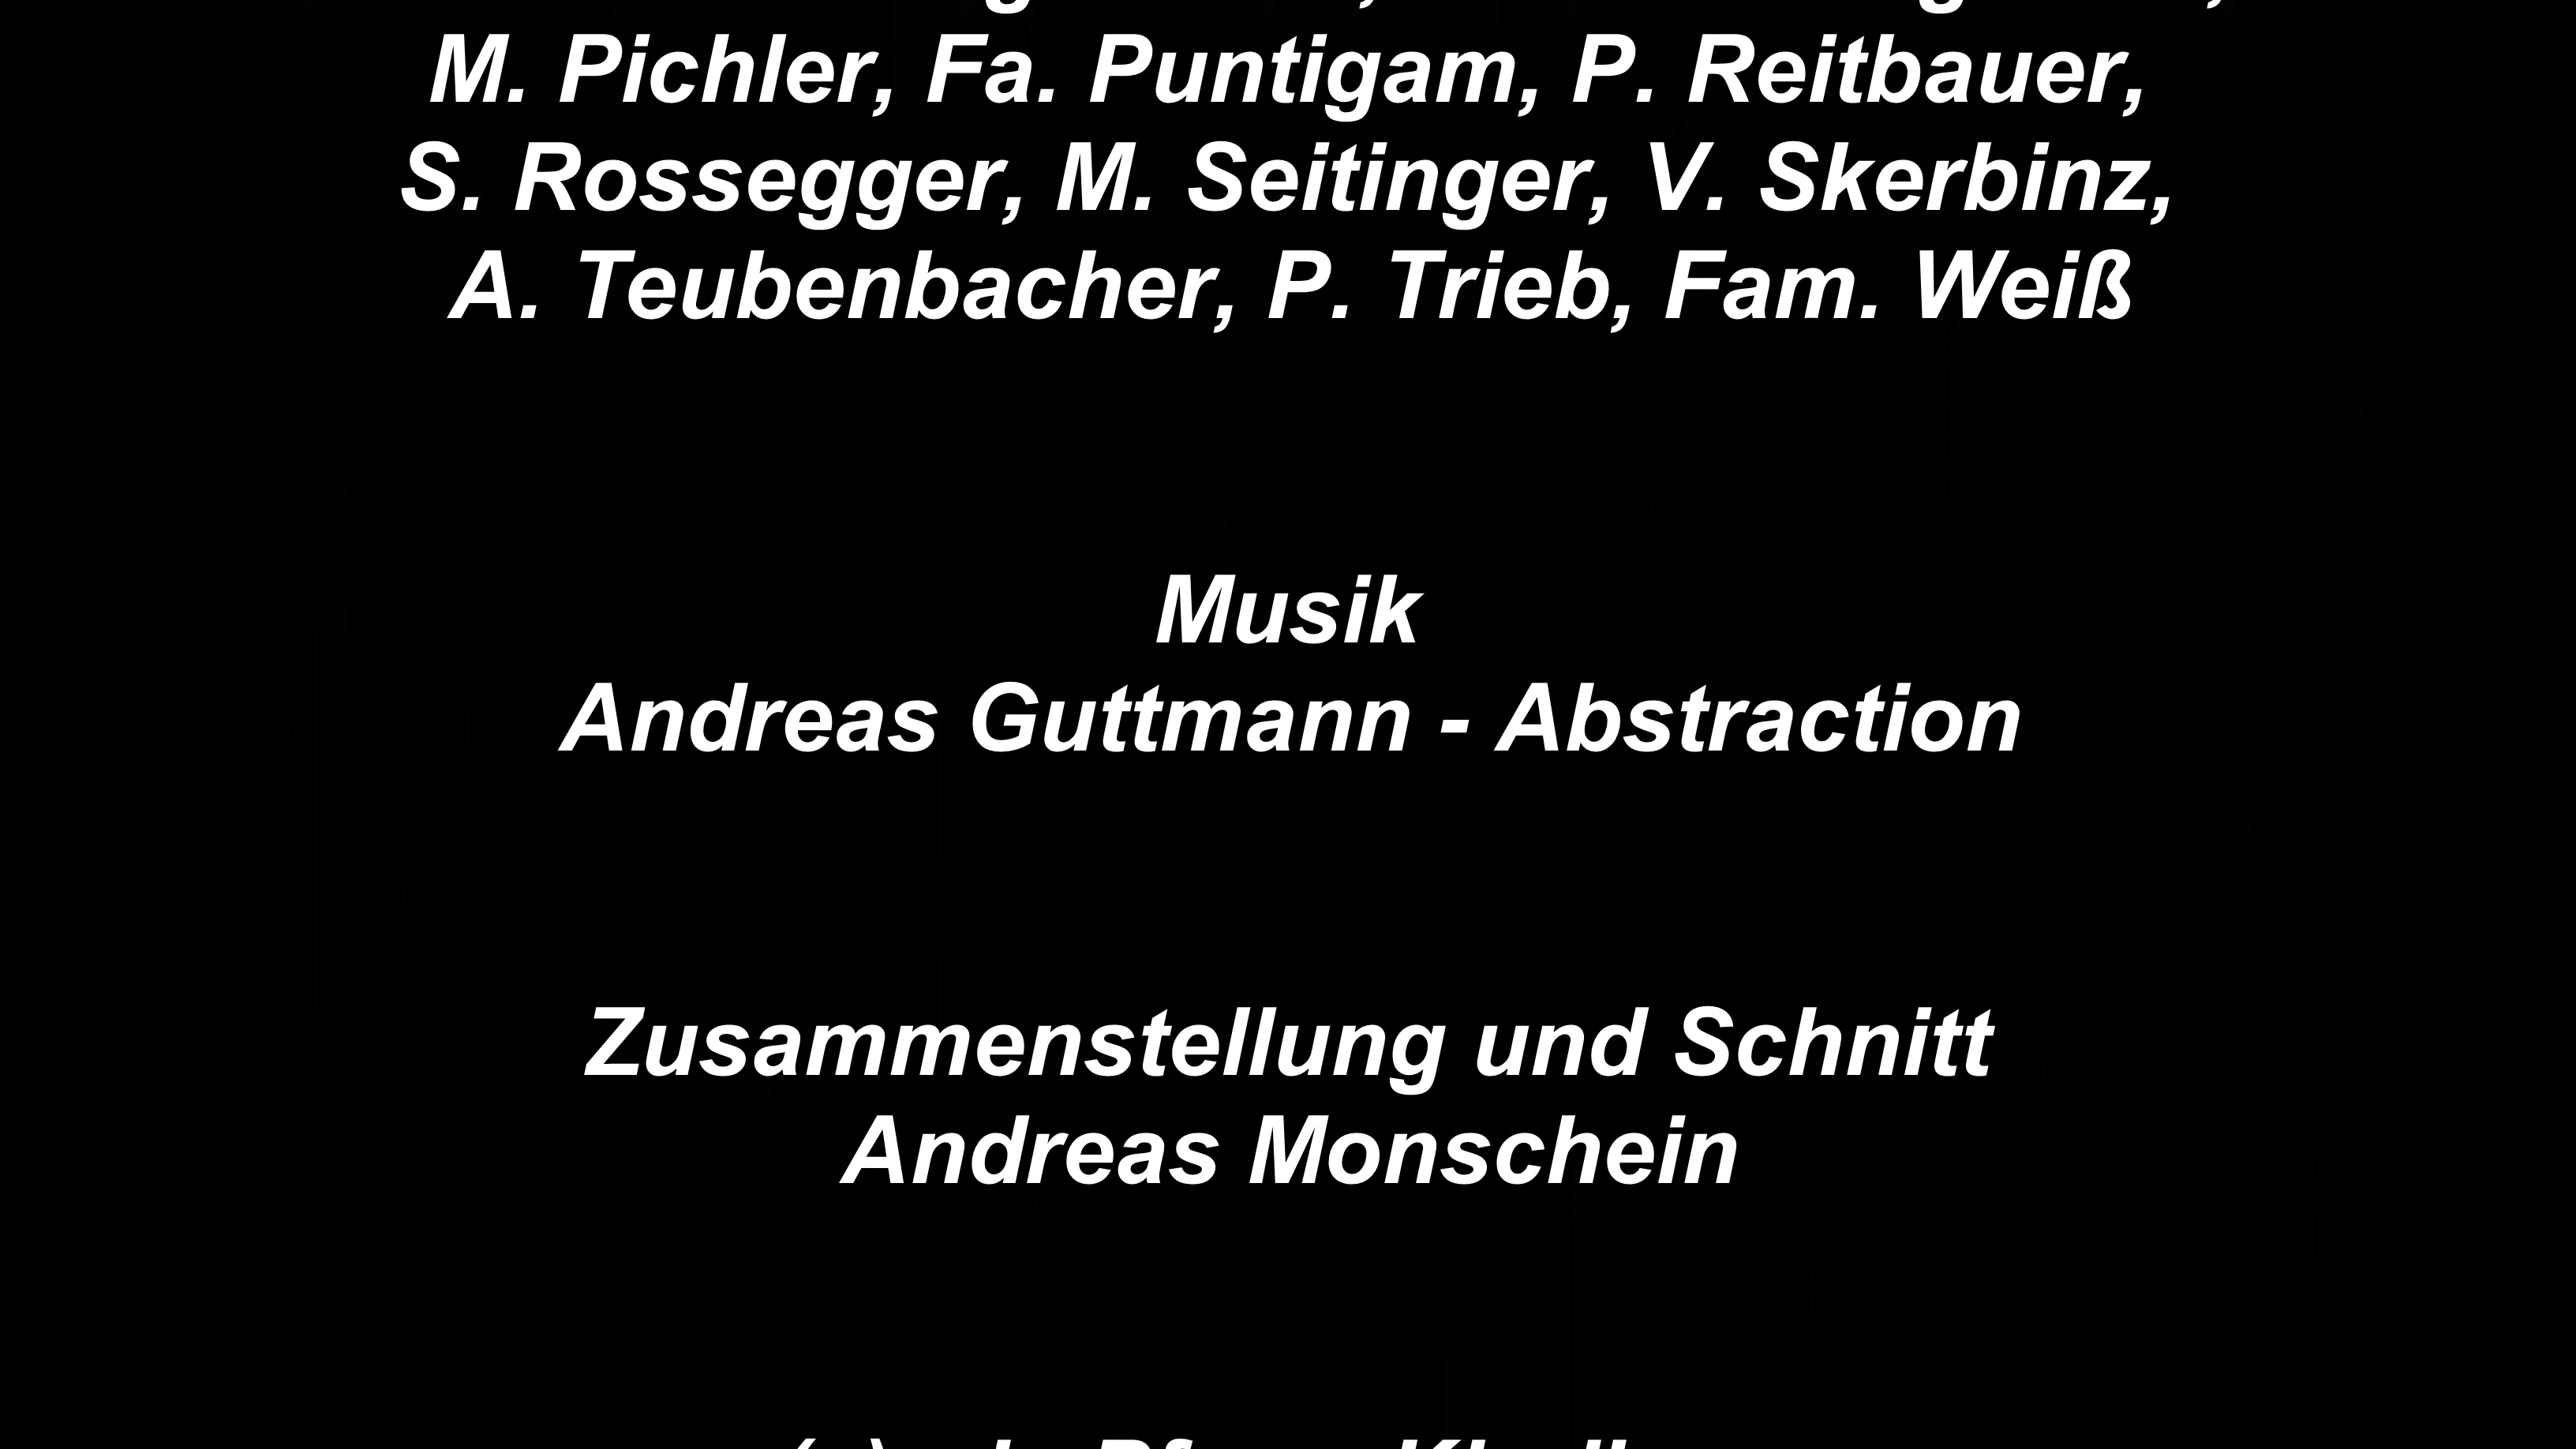 M. Pichler, Fa. Puntigam, P. Reitbauer,
S. Rossegger, M. Seitinger, V. Skerbinz,
A. Teubenbacher, P. Trieb, Fam. Weiß
Musik
Andreas Guttmann - Abstraction
Zusammenstellung und Schnitt
Andreas Monschein